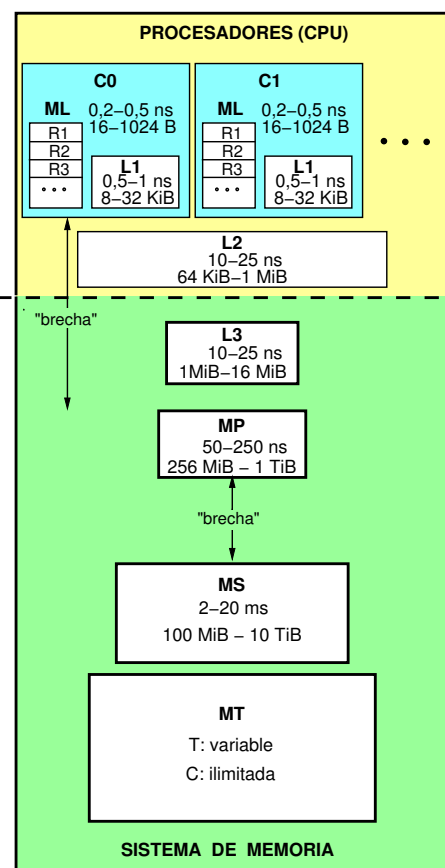 PROCESADORES (CPU)
C0
ML 0,2–0,5 ns
16–1024 B
R1
R2
R3
• • •
L1
0,5–1 ns
8–32 KiB
C1
ML 0,2–0,5 ns
16–1024 B
R1
R2
R3
• • •
L1
0,5–1 ns
8–32 KiB
• • •
L2
10–25 ns
64 KiB–1 MiB
"brecha"
L3
10–25 ns
1MiB–16 MiB
MP
50–250 ns
256 MiB – 1 TiB
"brecha"
MS
2–20 ms
100 MiB – 10 TiB
MT
T: variable
C: ilimitada
SISTEMA DE MEMORIA